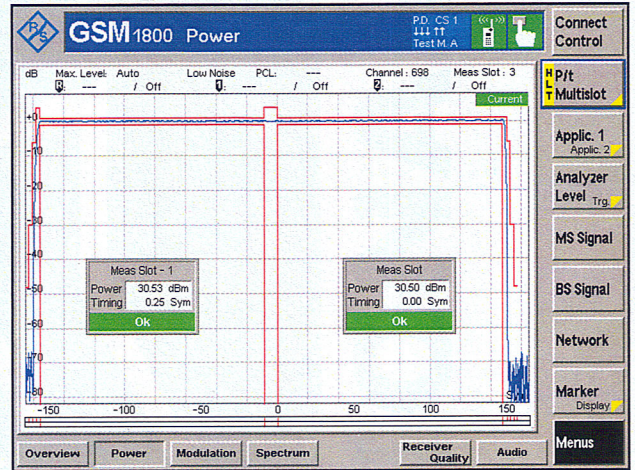 R S
GSM 1800 Power
P.D. CS 1
Test M. A
Connect Control
dB Max. Level: Auto Low Noise PCL: --- Channel : 698 Meas Slot : 3
1: --- / Off 1: --- / Off 2: --- / Off
Current
+0
-10
-20
-30
-40
-50
-60
-70
-80
Meas Slot - 1
Power 30.53 dBm
Timing 0.25 Sym
Ok
Meas Slot
Power 30.50 dBm
Timing 0.00 Sym
Ok
-150 -100 -50 0 50 100 150
Overview Power Modulation Spectrum Receiver Quality Audio
H L T P/t Multislot
Applic. 1
Applic. 2
Analyzer Level Trg.
MS Signal
BS Signal
Network
Marker
Display
Menus